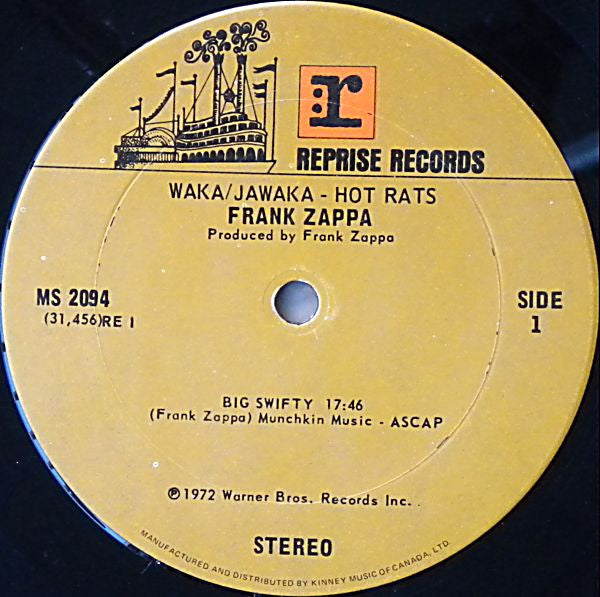 r
REPRISE RECORDS
WAKA/JAWAKA - HOT RATS
FRANK ZAPPA
Produced by Frank Zappa
MS 2094
(31,456)RE 1
SIDE
1
BIG SWIFTY 17:46
(Frank Zappa) Munchkin Music - ASCAP
℗1972 Warner Bros. Records Inc.
STEREO
MANUFACTURED AND DISTRIBUTED BY KINNEY MUSIC OF CANADA, LTD.